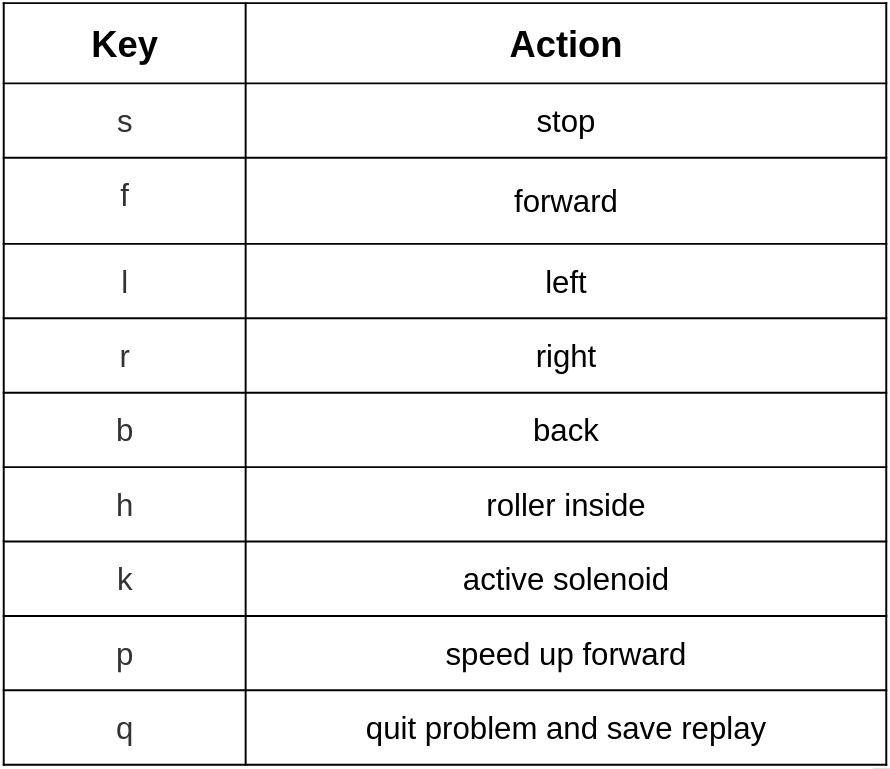 Key Action
s stop
f forward
l left
r right
b back
h roller inside
k active solenoid
p speed up forward
q quit problem and save replay